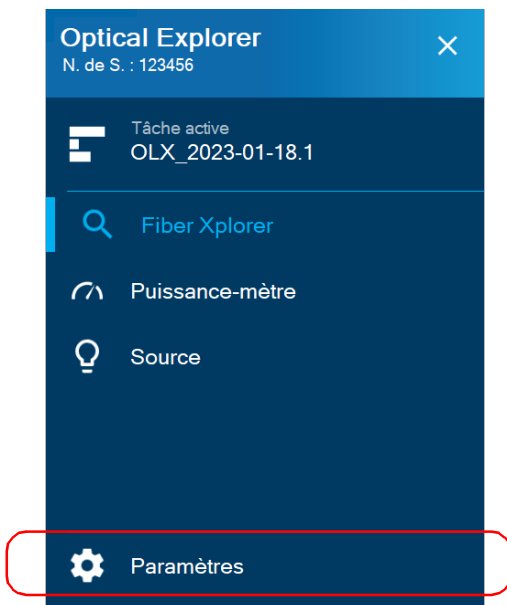 Optical Explorer
N. de S. : 123456
Tâche active
OLX_2023-01-18.1
Fiber Xplorer
Puissance-mètre
Source
Paramètres